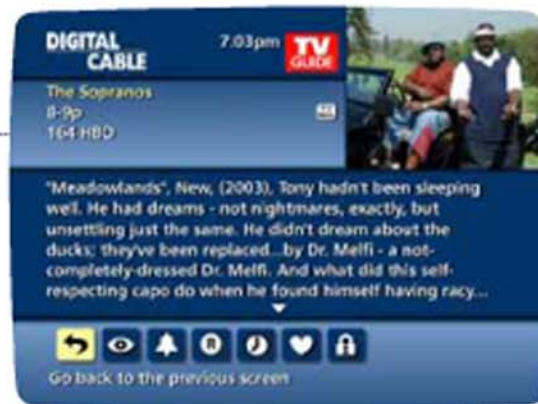 DIGITAL
CABLE
7.03pm
TV
GUIDE
The Sopranos
8-9p
164 HBO
"Meadowlands", New, (2003), Tony hadn't been sleeping
well. He had dreams - not nightmares, exactly, but
unsettling just the same. He didn't dream about the
ducks; they've been replaced...by Dr. Melfi - a not-
completely-dressed Dr. Melfi. And what did this self-
respecting capo do when he found himself having racy...
Go back to the previous screen